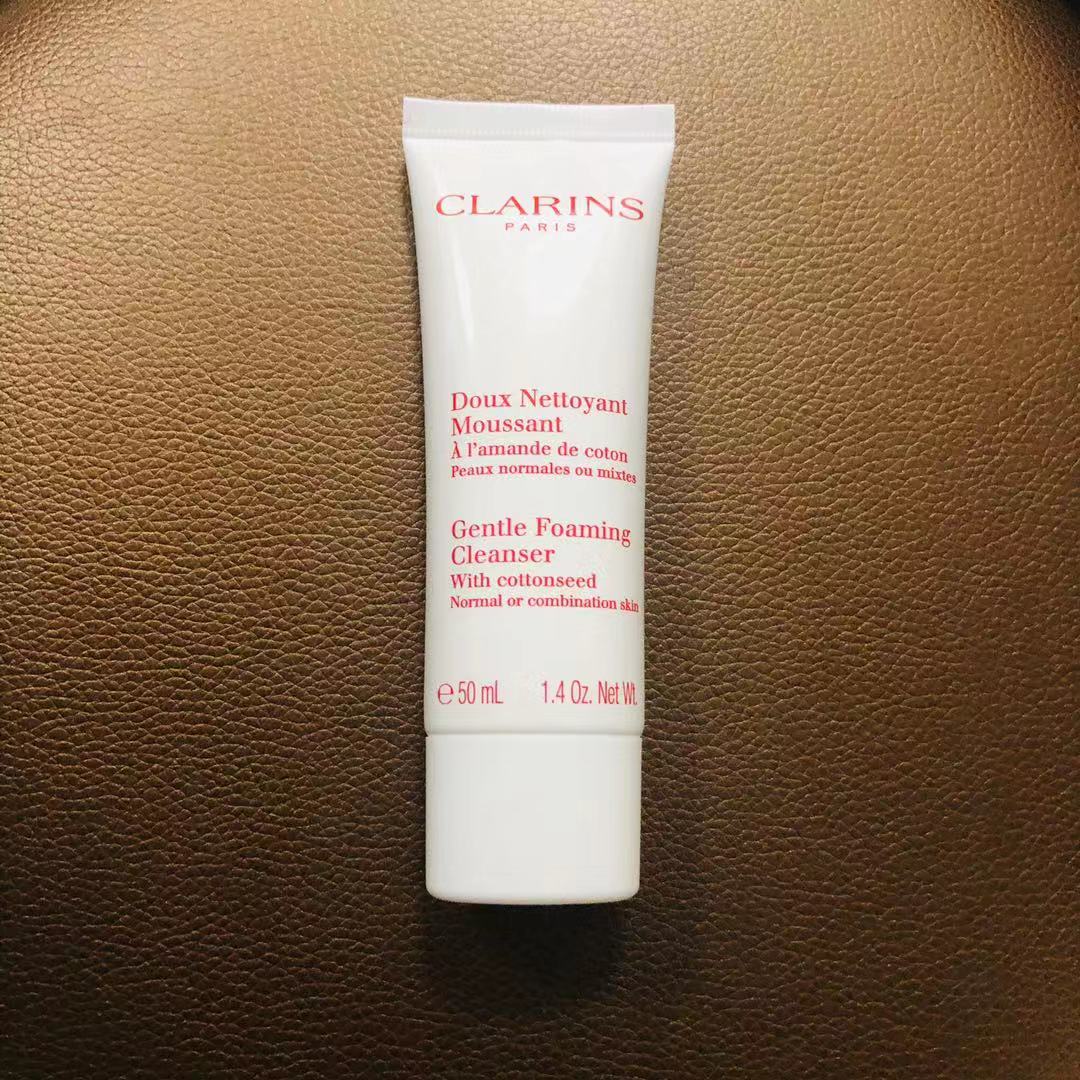 CLARINS
PARIS
Doux Nettoyant
Moussant
À l'amande de coton
Peaux normales ou mixtes
Gentle Foaming
Cleanser
With cottonseed
Normal or combination skin
℮ 50 mL 1.4 Oz. Net Wt.